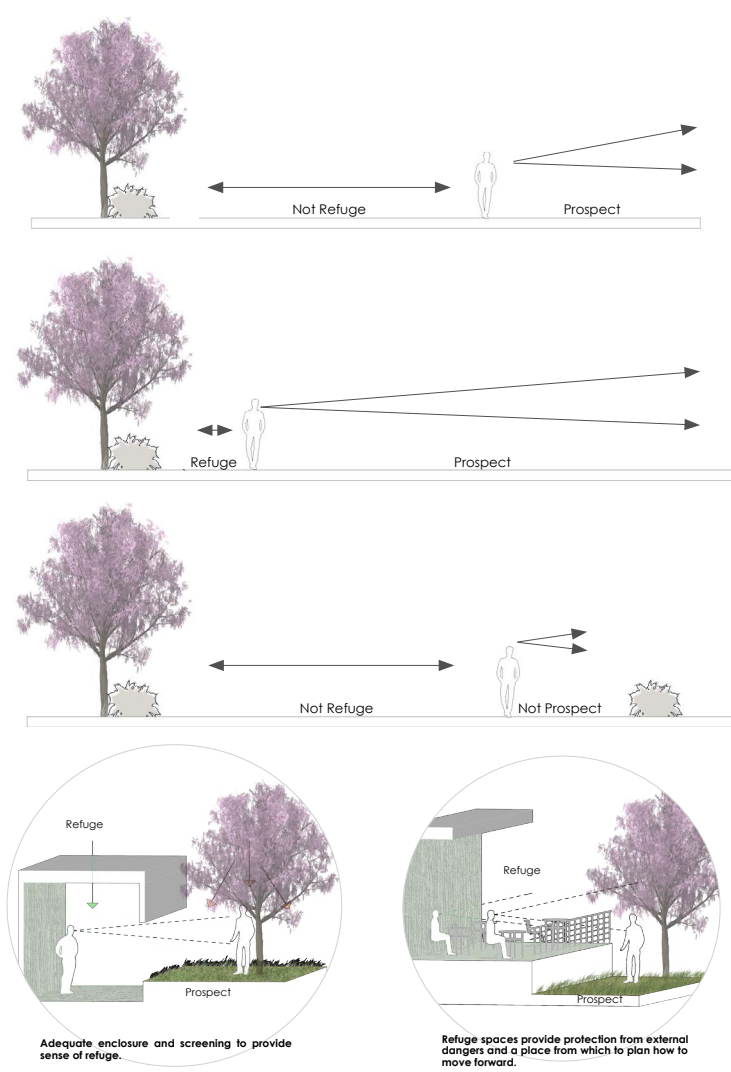 Not Refuge
Prospect
Refuge
Prospect
Not Refuge
Not Prospect
Refuge
Prospect
Adequate enclosure and screening to provide
sense of refuge.
Refuge
Prospect
Refuge spaces provide protection from external
dangers and a place from which to plan how to
move forward.